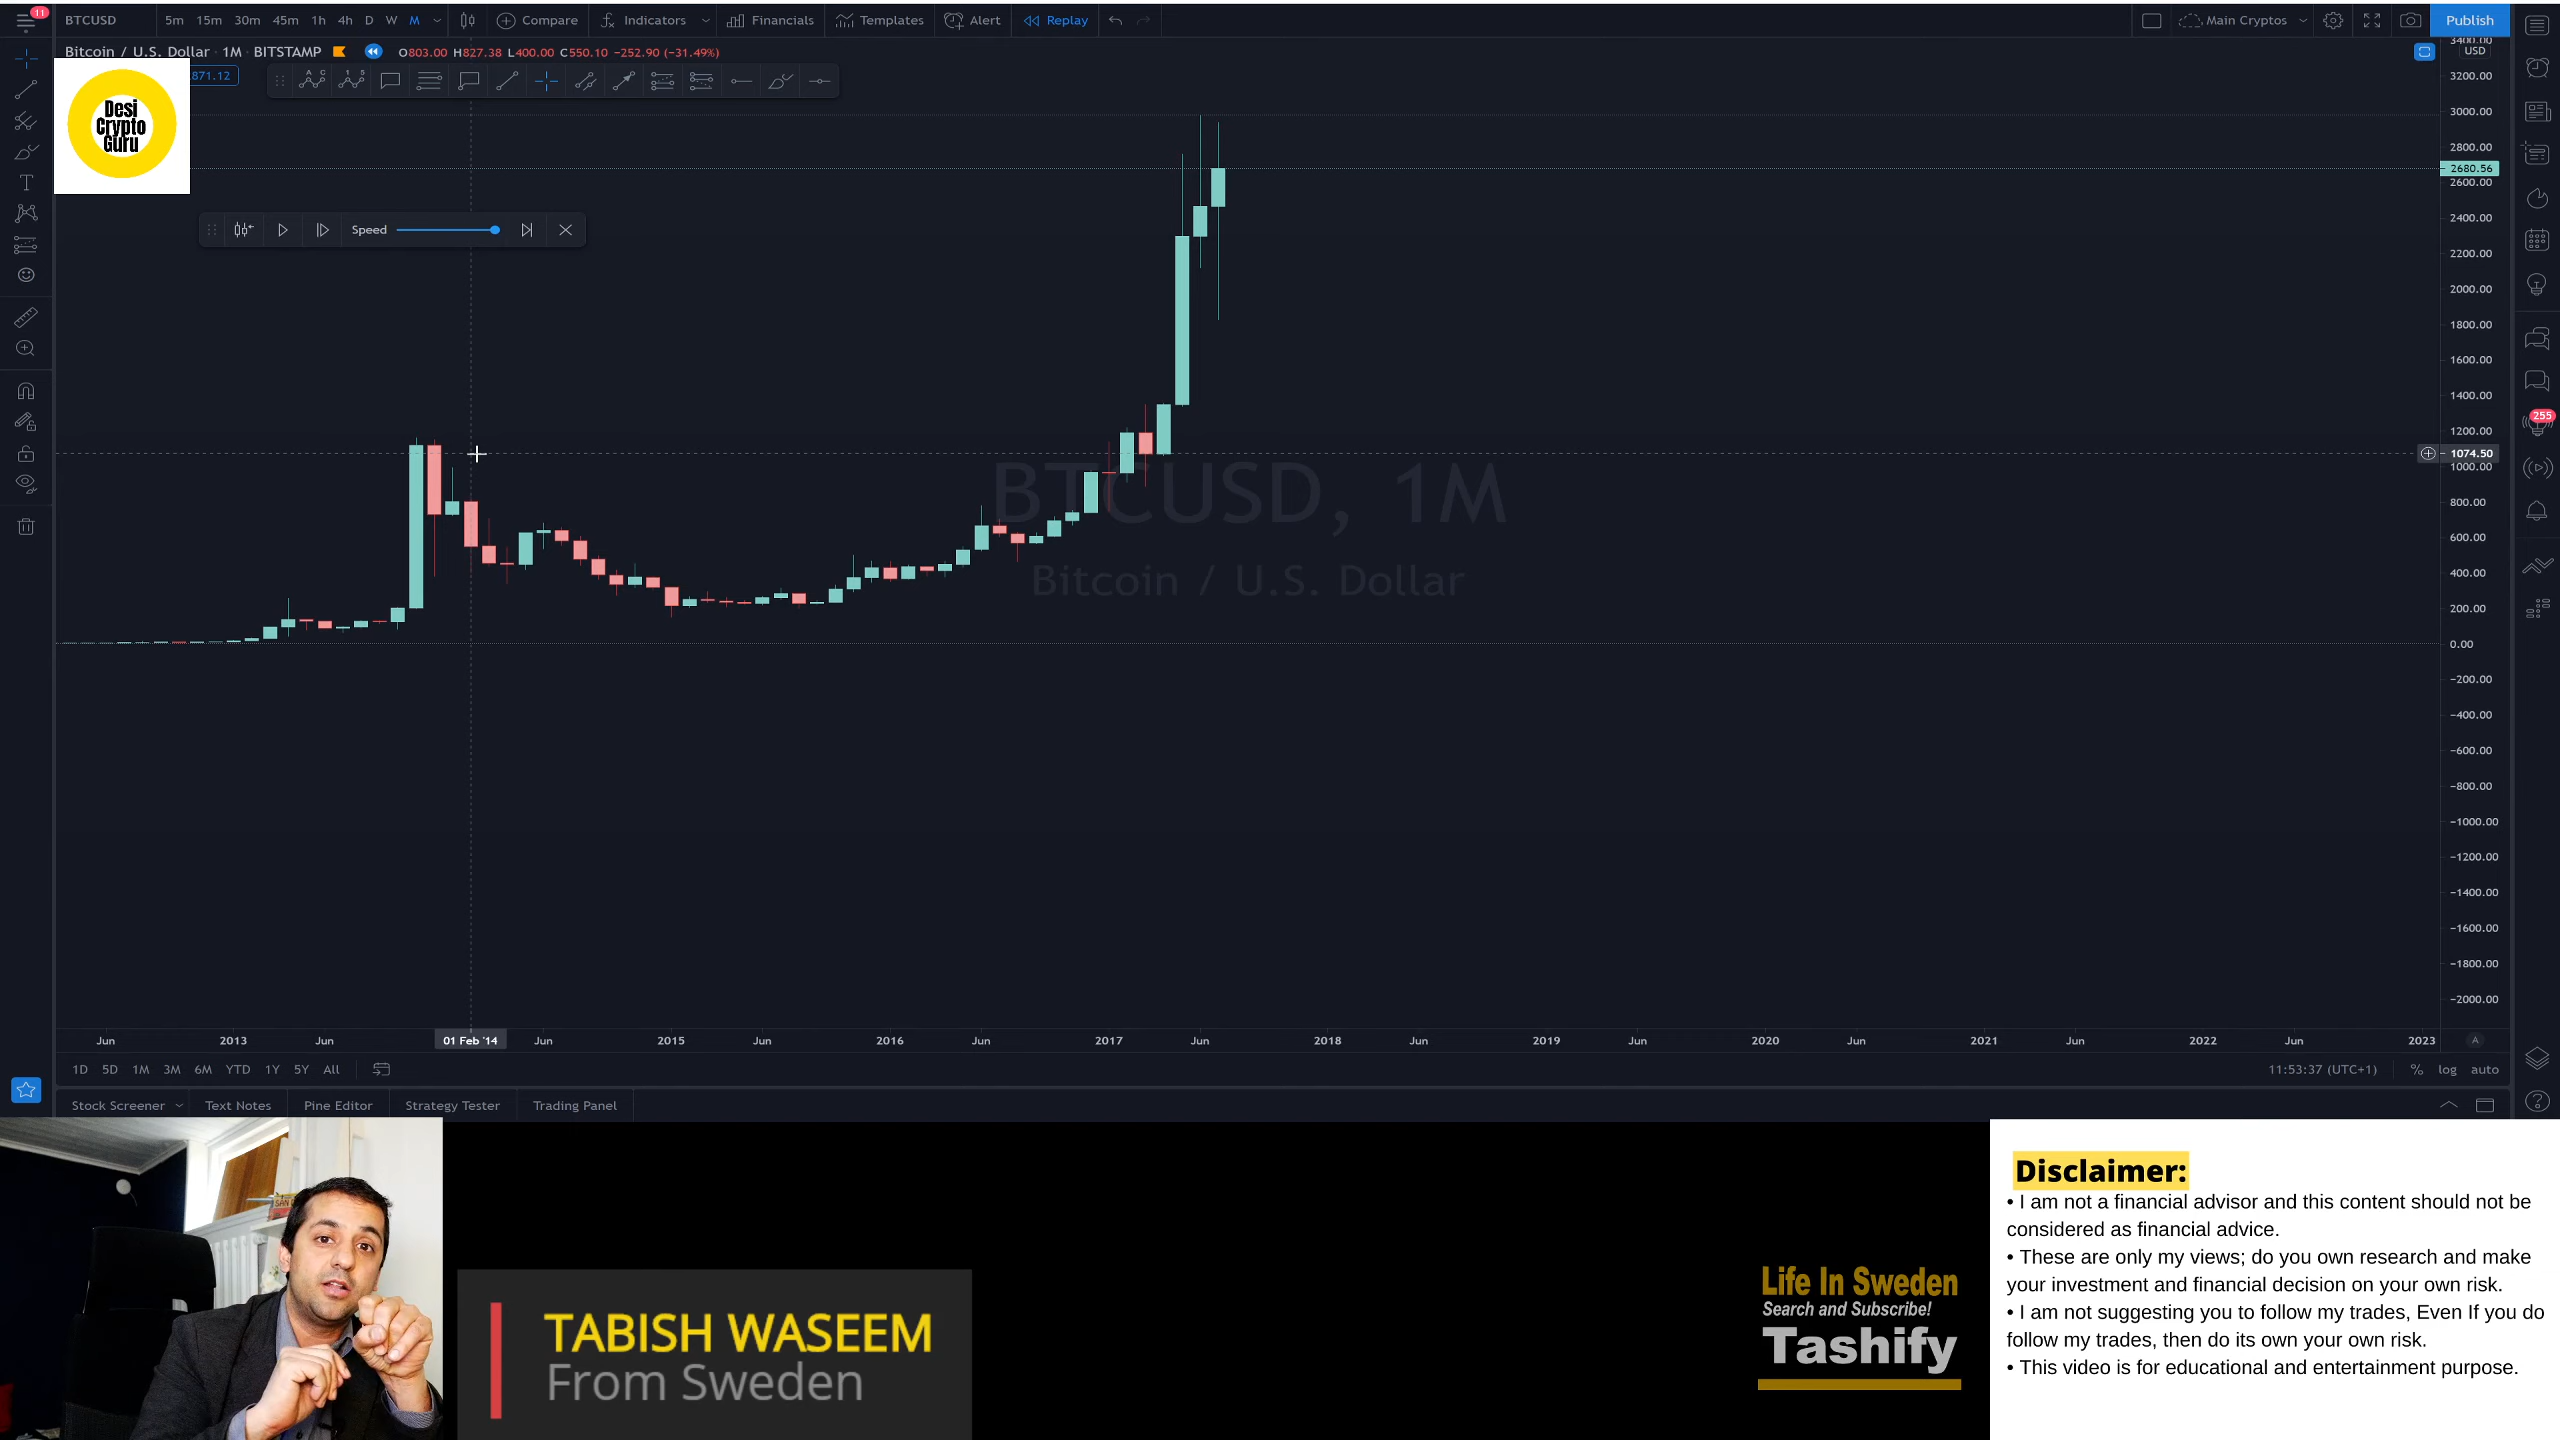 11
BTCUSD 5m 15m 30m 45m 1h 4h D W M Compare Indicators Financials Templates Alert Replay Main Cryptos Publish
Bitcoin / U.S. Dollar · 1M · BITSTAMP O803.00 H827.38 L400.00 C550.10 −252.90 (−31.49%)
871.12
Desi
Crypto
Guru
Speed
3400.00
USD
3200.00
3000.00
2800.00
2680.56
2600.00
2400.00
2200.00
2000.00
1800.00
1600.00
1400.00
1200.00
1074.50
1000.00
800.00
600.00
400.00
200.00
0.00
−200.00
−400.00
−600.00
−800.00
−1000.00
−1200.00
−1400.00
−1600.00
−1800.00
−2000.00
255
BTCUSD, 1M
Bitcoin / U.S. Dollar
Jun 2013 Jun 01 Feb '14 Jun 2015 Jun 2016 Jun 2017 Jun 2018 Jun 2019 Jun 2020 Jun 2021 Jun 2022 Jun 2023 A
1D 5D 1M 3M 6M YTD 1Y 5Y All 11:53:37 (UTC+1) % log auto
Stock Screener Text Notes Pine Editor Strategy Tester Trading Panel
TABISH WASEEM
From Sweden
Life In Sweden
Search and Subscribe!
Tashify
Disclaimer:
• I am not a financial advisor and this content should not be
considered as financial advice.
• These are only my views; do you own research and make
your investment and financial decision on your own risk.
• I am not suggesting you to follow my trades, Even If you do
follow my trades, then do its own your own risk.
• This video is for educational and entertainment purpose.